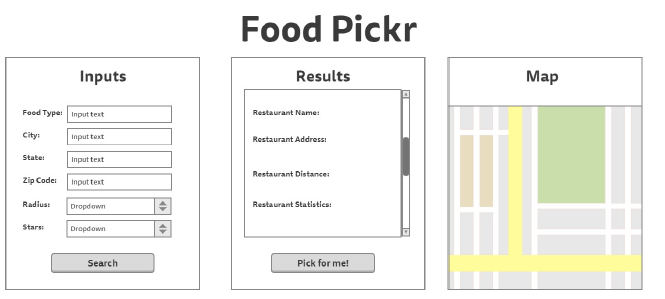 Food Pickr
Inputs
Food Type: Input text
City: Input text
State: Input text
Zip Code: Input text
Radius: Dropdown
Stars: Dropdown
Search
Results
Restaurant Name:
Restaurant Address:
Restaurant Distance:
Restaurant Statistics:
Pick for me!
Map